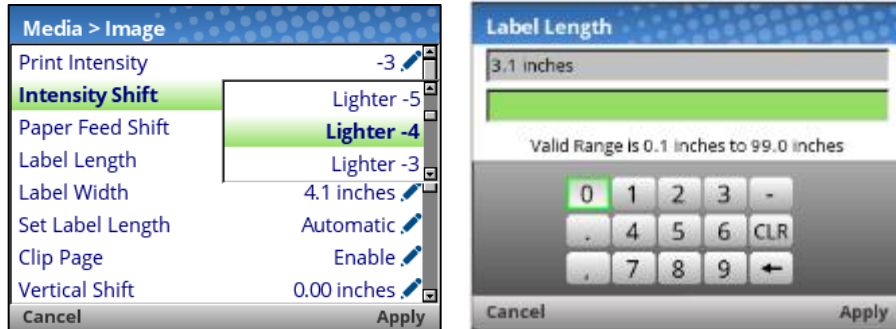 Media > Image
Print Intensity -3
Intensity Shift
Lighter -5
Paper Feed Shift
Lighter -4
Label Length
Lighter -3
Label Width 4.1 inches
Set Label Length Automatic
Clip Page Enable
Vertical Shift 0.00 inches
Cancel Apply
Label Length
3.1 inches
Valid Range is 0.1 inches to 99.0 inches
0 1 2 3 -
. 4 5 6 CLR
, 7 8 9 ←
Cancel Apply